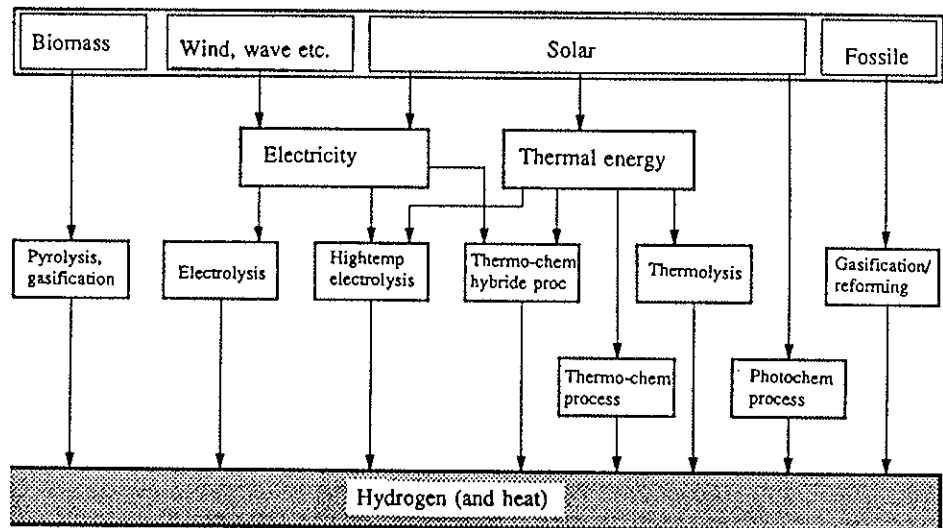 Biomass
Wind, wave etc.
Solar
Fossile
Electricity
Thermal energy
Pyrolysis,
gasification
Electrolysis
Hightemp
electrolysis
Thermo-chem
hybride proc
Thermolysis
Gasification/
reforming
Thermo-chem
process
Photochem
process
Hydrogen (and heat)